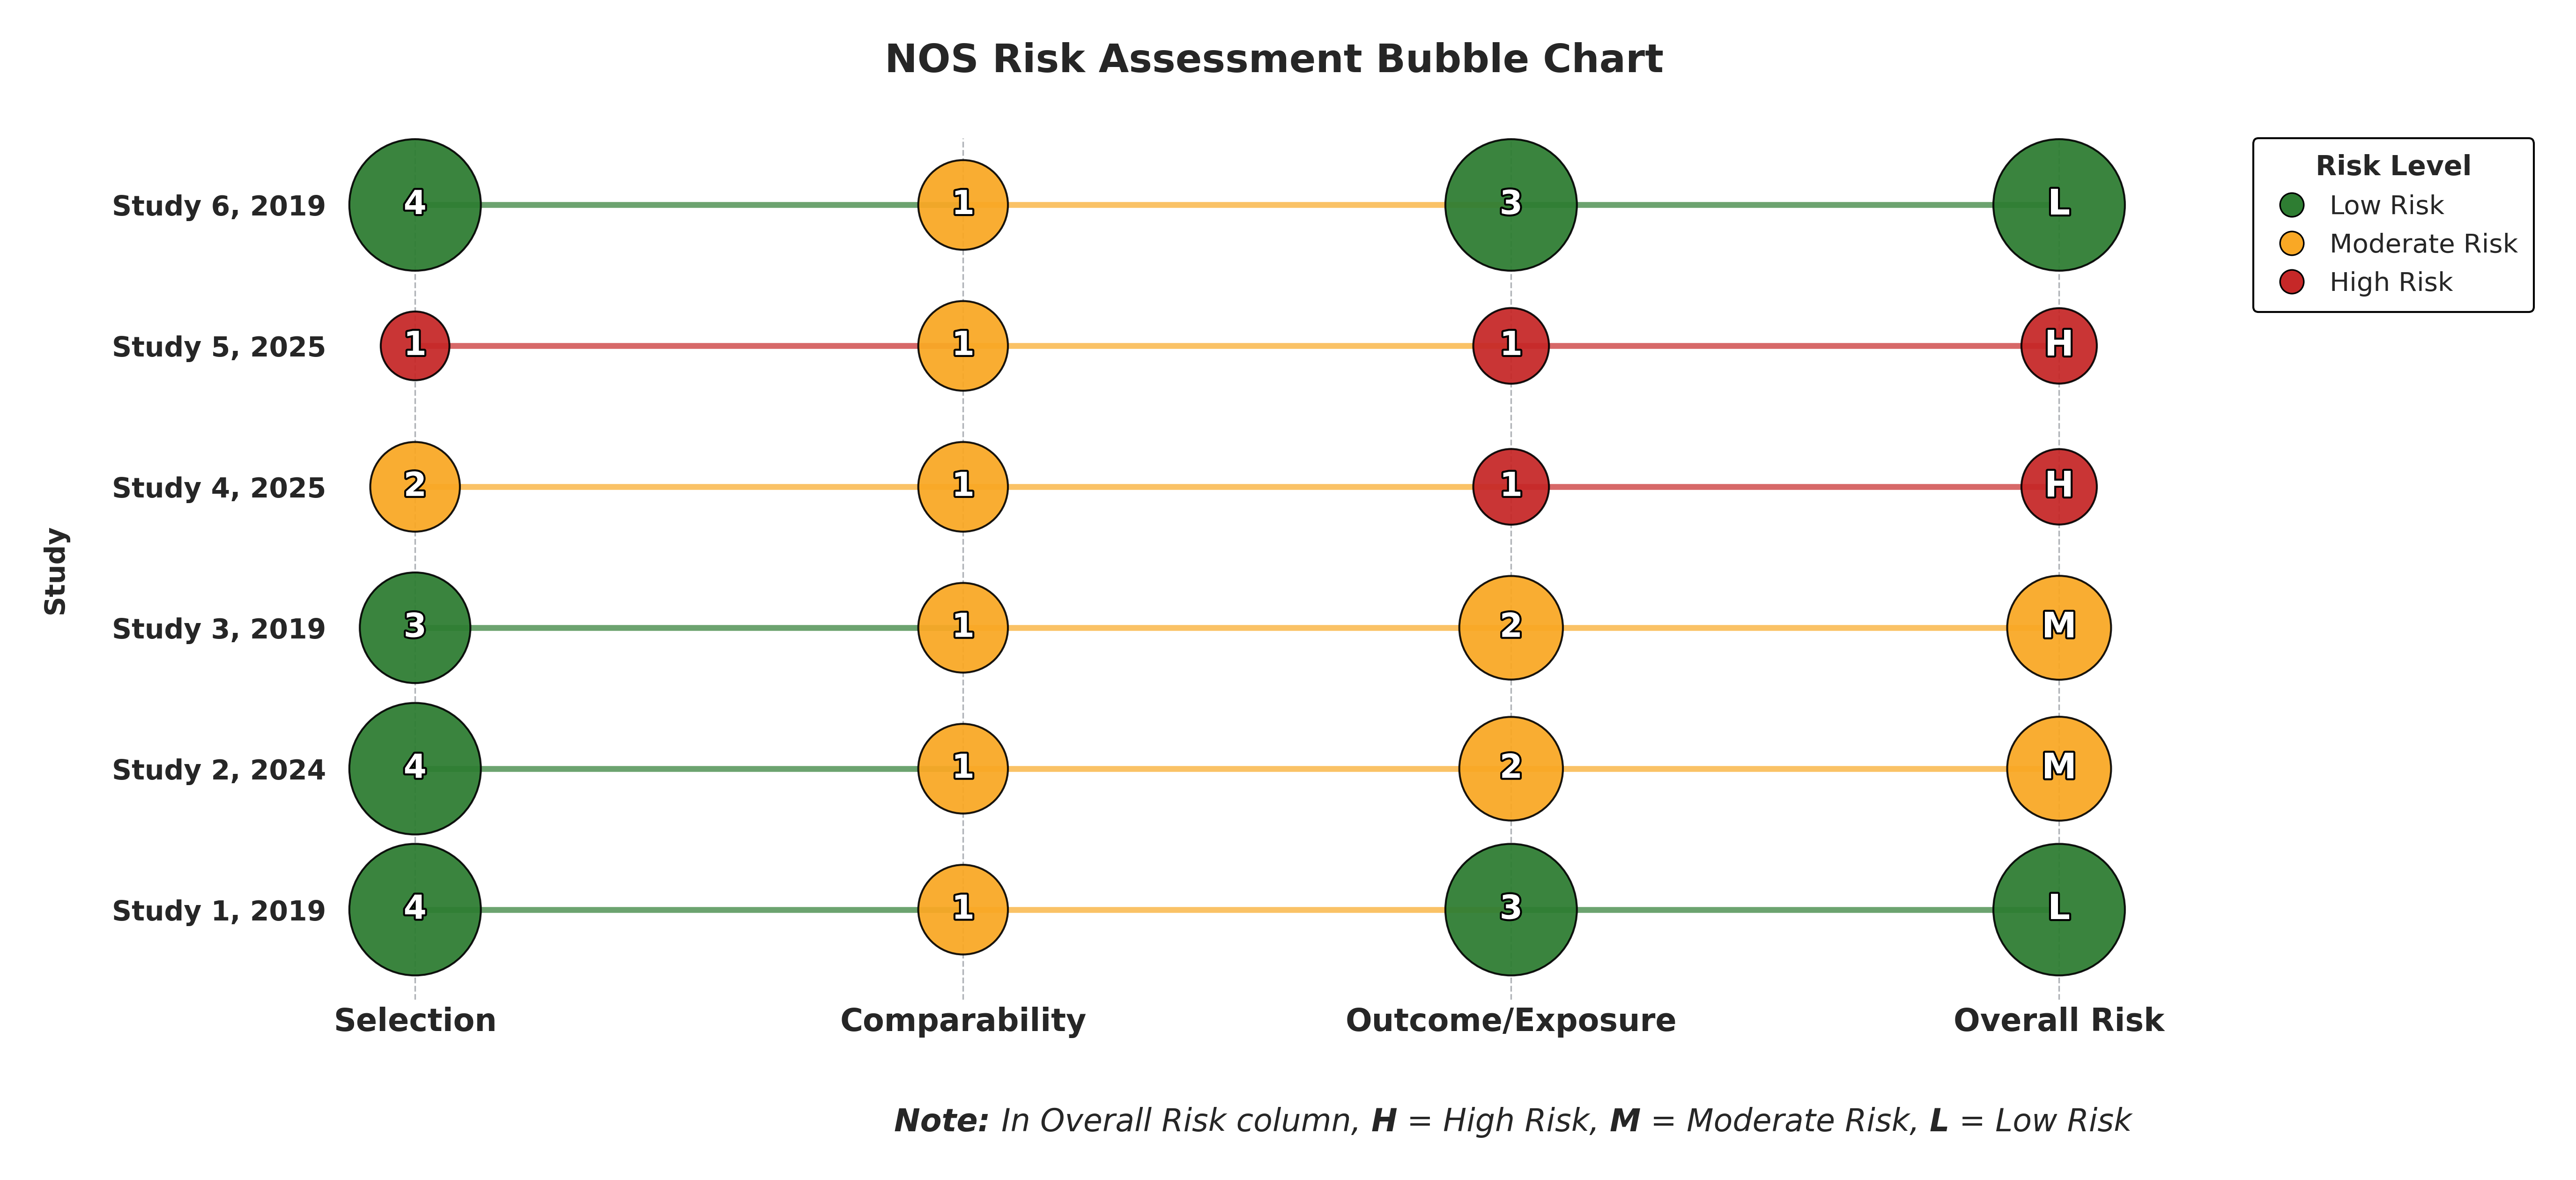 NOS Risk Assessment Bubble Chart
Risk Level
Low Risk
Moderate Risk
High Risk
Study
Study 6, 2019 4 1 3 L
Study 5, 2025 1 1 1 H
Study 4, 2025 2 1 1 H
Study 3, 2019 3 1 2 M
Study 2, 2024 4 1 2 M
Study 1, 2019 4 1 3 L
Selection Comparability Outcome/Exposure Overall Risk
Note: In Overall Risk column, H = High Risk, M = Moderate Risk, L = Low Risk